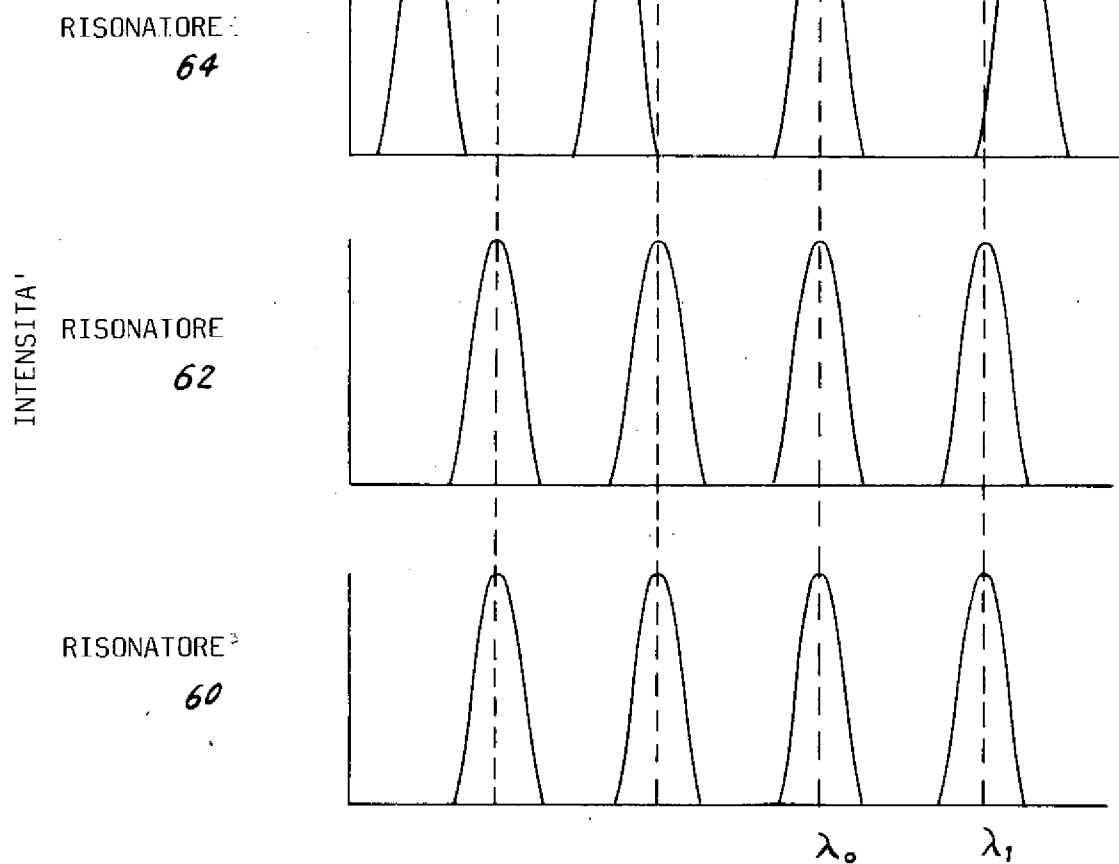 RISONATORE
64
INTENSITA'
RISONATORE
62
RISONATORE
60
λ₀ λ₁